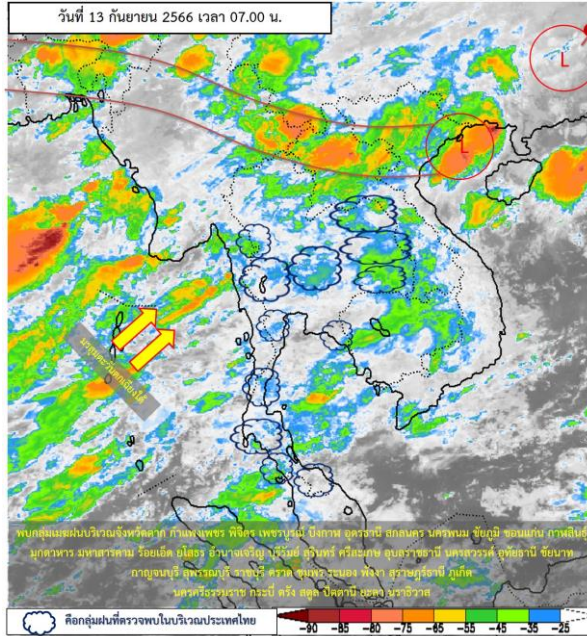 วันที่ 13 กันยายน 2566 เวลา 07.00 น.
L
L
มรสุมตะวันตกเฉียงใต้
พบกลุ่มเมฆฝนบริเวณจังหวัดตาก กำแพงเพชร พิจิตร เพชรบูรณ์ บึงกาฬ อุดรธานี สกลนคร นครพนม ชัยภูมิ ขอนแก่น กาฬสินธุ์
มุกดาหาร มหาสารคาม ร้อยเอ็ด ยโสธร อำนาจเจริญ บุรีรัมย์ สุรินทร์ ศรีสะเกษ อุบลราชธานี นครสวรรค์ อุทัยธานี ชัยนาท
กาญจนบุรี สุพรรณบุรี ราชบุรี ตราด ชุมพร ระนอง พังงา สุราษฎร์ธานี ภูเก็ต
นครศรีธรรมราช กระบี่ ตรัง สตูล ปัตตานี ยะลา นราธิวาส
คือกลุ่มฝนที่ตรวจพบในบริเวณประเทศไทย
-90 -85 -80 -75 -65 -55 -45 -35 -25